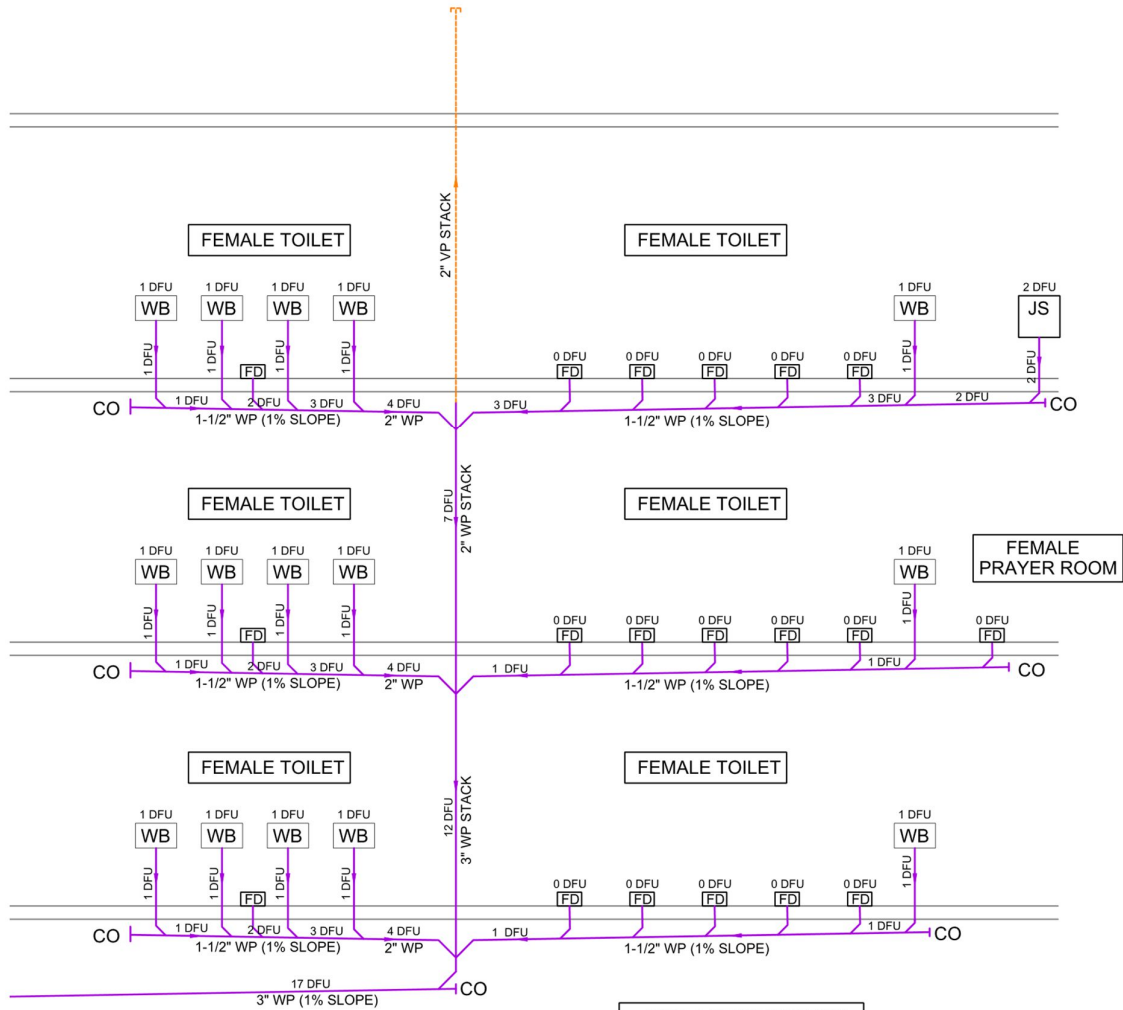 2" VP STACK
FEMALE TOILET
FEMALE TOILET
1 DFU
1 DFU
1 DFU
1 DFU
1 DFU
2 DFU
WB
WB
WB
WB
WB
JS
1 DFU
1 DFU
1 DFU
1 DFU
1 DFU
2 DFU
FD
0 DFU
0 DFU
0 DFU
0 DFU
0 DFU
FD
FD
FD
FD
FD
CO
1 DFU
2 DFU
3 DFU
4 DFU
3 DFU
3 DFU
2 DFU
CO
1-1/2" WP (1% SLOPE)
2" WP
1-1/2" WP (1% SLOPE)
7 DFU
2" WP STACK
FEMALE TOILET
FEMALE TOILET
FEMALE
PRAYER ROOM
1 DFU
1 DFU
1 DFU
1 DFU
1 DFU
WB
WB
WB
WB
WB
1 DFU
1 DFU
1 DFU
1 DFU
1 DFU
FD
0 DFU
0 DFU
0 DFU
0 DFU
0 DFU
0 DFU
FD
FD
FD
FD
FD
FD
CO
1 DFU
2 DFU
3 DFU
4 DFU
1 DFU
1 DFU
CO
1-1/2" WP (1% SLOPE)
2" WP
1-1/2" WP (1% SLOPE)
12 DFU
3" WP STACK
FEMALE TOILET
FEMALE TOILET
1 DFU
1 DFU
1 DFU
1 DFU
1 DFU
WB
WB
WB
WB
WB
1 DFU
1 DFU
1 DFU
1 DFU
1 DFU
FD
0 DFU
0 DFU
0 DFU
0 DFU
0 DFU
FD
FD
FD
FD
FD
CO
1 DFU
2 DFU
3 DFU
4 DFU
1 DFU
1 DFU
CO
1-1/2" WP (1% SLOPE)
2" WP
1-1/2" WP (1% SLOPE)
17 DFU
CO
3" WP (1% SLOPE)